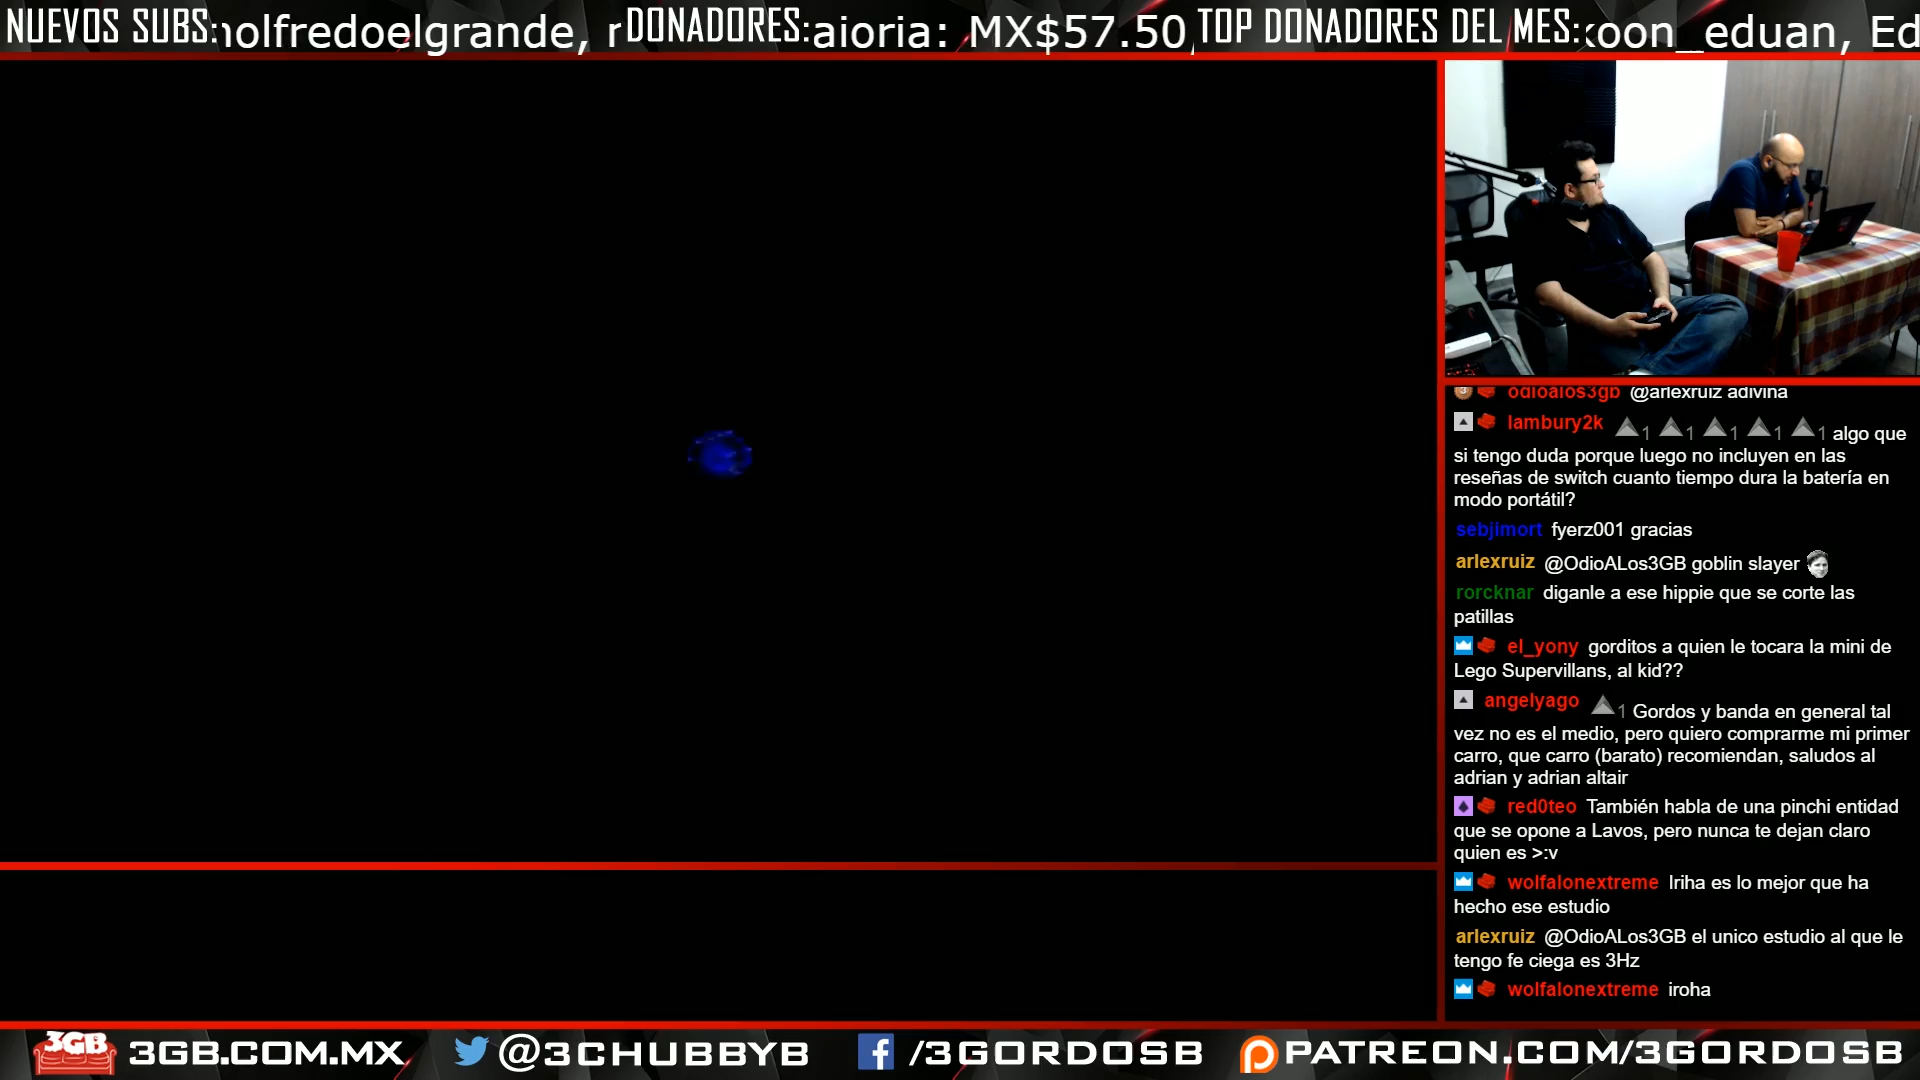 NUEVOS SUBS:
nolfredoelgrande, r
DONADORES:
aioria: MX$57.50,
TOP DONADORES DEL MES:
koon_eduan, Ed
odioalos3gb @arlexruiz adivina
lambury2k 1 1 1 1 1 algo que
si tengo duda porque luego no incluyen en las
reseñas de switch cuanto tiempo dura la batería en
modo portátil?
sebjimort fyerz001 gracias
arlexruiz @OdioALos3GB goblin slayer
rorcknar diganle a ese hippie que se corte las
patillas
el_yony gorditos a quien le tocara la mini de
Lego Supervillans, al kid??
angelyago 1 Gordos y banda en general tal
vez no es el medio, pero quiero comprarme mi primer
carro, que carro (barato) recomiendan, saludos al
adrian y adrian altair
red0teo También habla de una pinchi entidad
que se opone a Lavos, pero nunca te dejan claro
quien es >:v
wolfalonextreme Iriha es lo mejor que ha
hecho ese estudio
arlexruiz @OdioALos3GB el unico estudio al que le
tengo fe ciega es 3Hz
wolfalonextreme iroha
3GB 3GB.COM.MX
@3CHUBBYB
/3GORDOSB
PATREON.COM/3GORDOSB